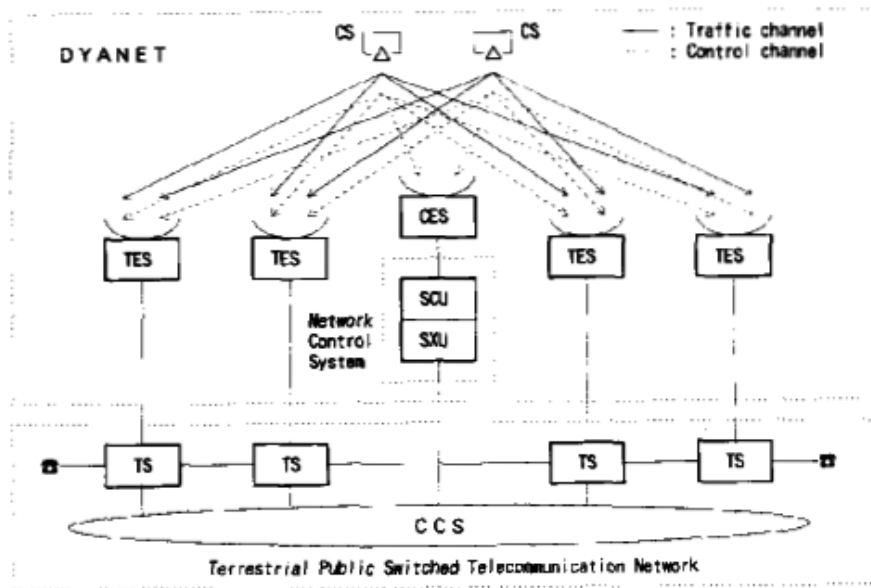 CS
CS
: Traffic channel
: Control channel
DYANET
CES
TES
TES
TES
TES
SCU
SXU
Network
Control
System
TS
TS
TS
TS
CCS
Terrestrial Public Switched Telecommunication Network